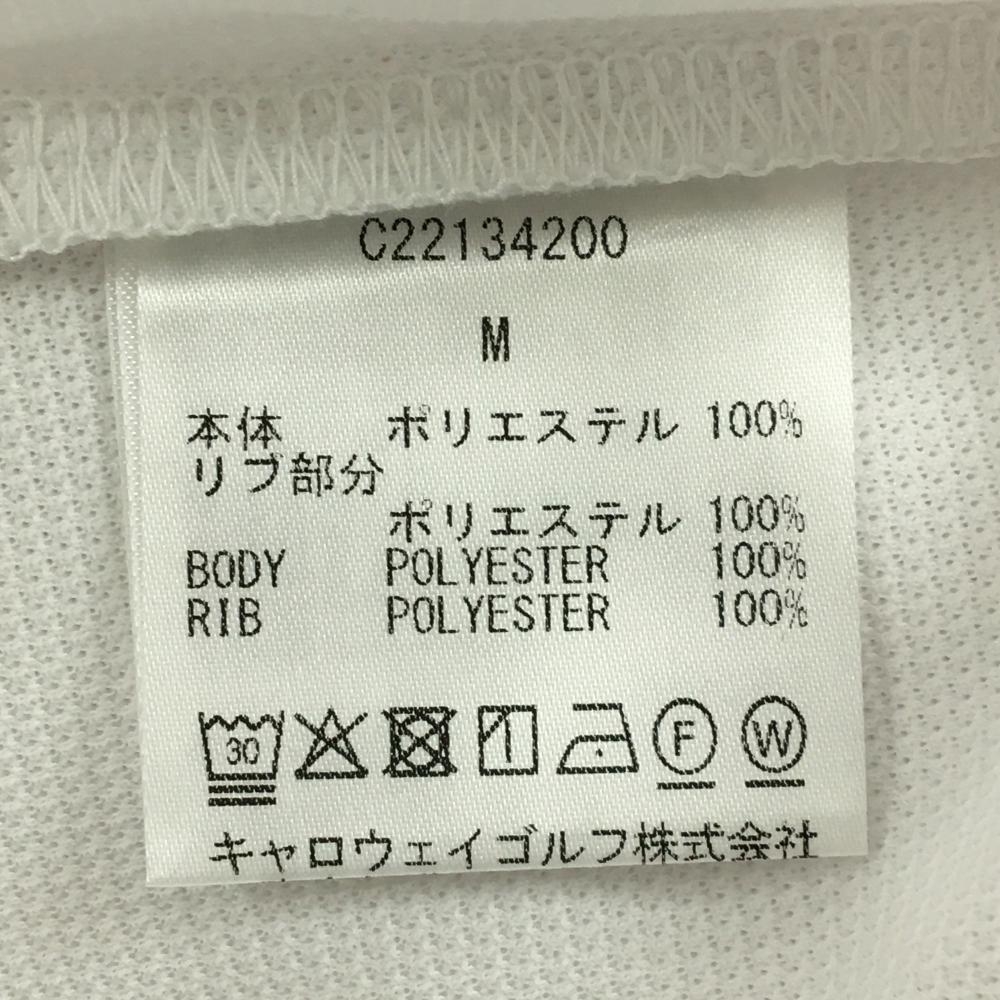 C22134200
M
本体 ポリエステル 100%
リブ部分
ポリエステル 100%
BODY POLYESTER 100%
RIB POLYESTER 100%
30 F W
キャロウェイゴルフ株式会社